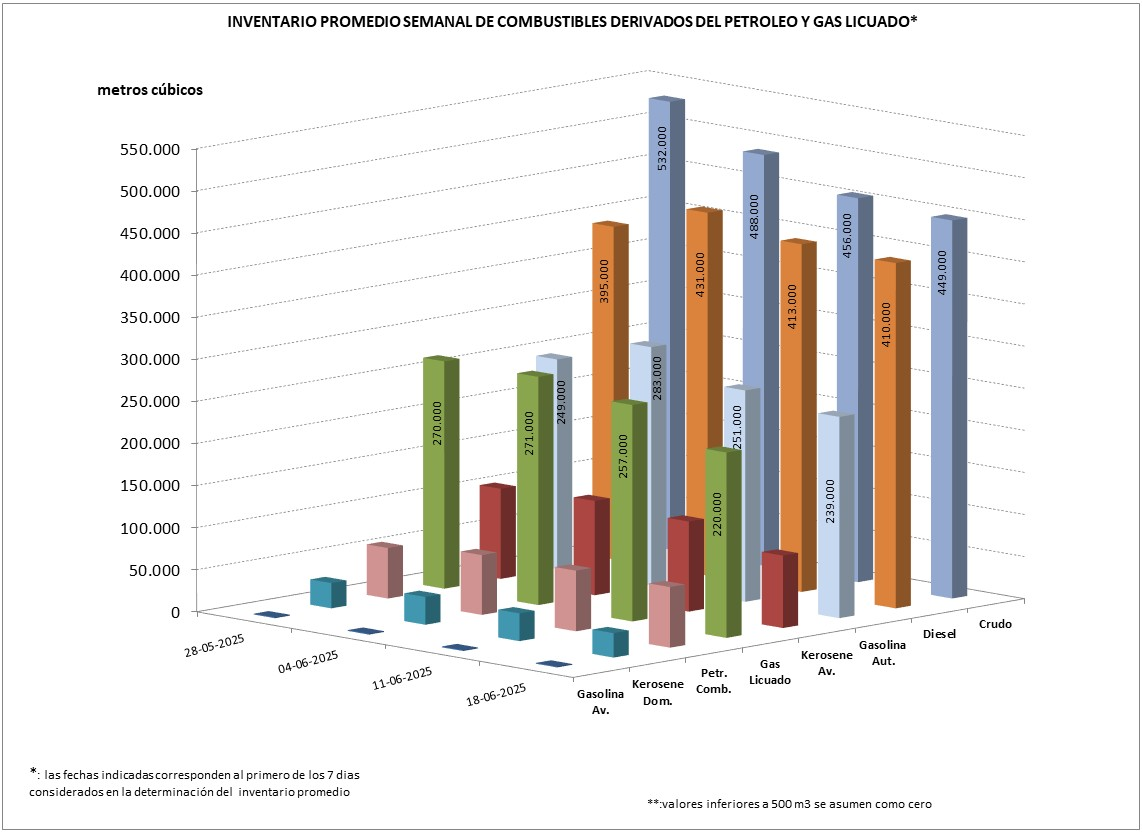 INVENTARIO PROMEDIO SEMANAL DE COMBUSTIBLES DERIVADOS DEL PETROLEO Y GAS LICUADO*
metros cúbicos
550.000
500.000
450.000
400.000
350.000
300.000
250.000
200.000
150.000
100.000
50.000
0
532.000
488.000
456.000
449.000
395.000
431.000
413.000
410.000
249.000
283.000
251.000
239.000
270.000
271.000
257.000
220.000
28-05-2025
04-06-2025
11-06-2025
18-06-2025
Gasolina
Av.
Kerosene
Dom.
Petr.
Comb.
Gas
Licuado
Kerosene
Av.
Gasolina
Aut.
Diesel
Crudo
*: las fechas indicadas corresponden al primero de los 7 dias
considerados en la determinación del inventario promedio
**:valores inferiores a 500 m3 se asumen como cero